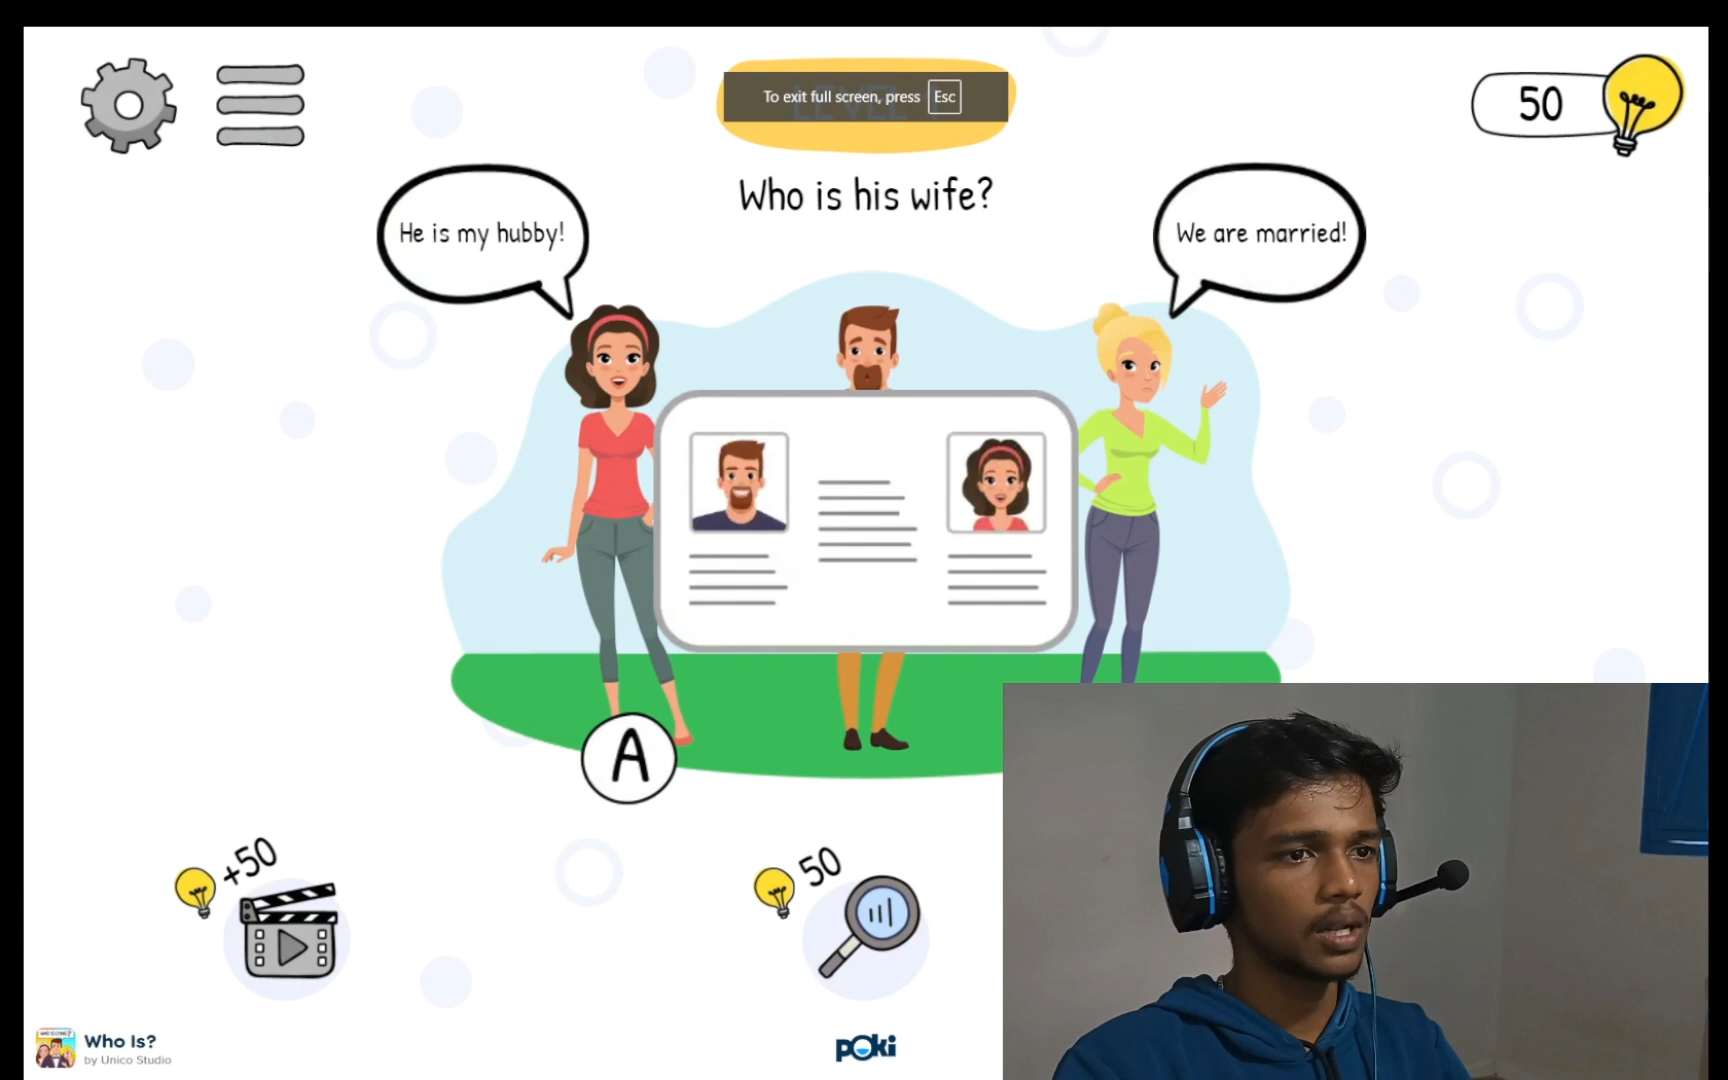 To exit full screen, press Esc
50
Who is his wife?
He is my hubby!
We are married!
A
+50
50
Who Is?
by Unico Studio
poki